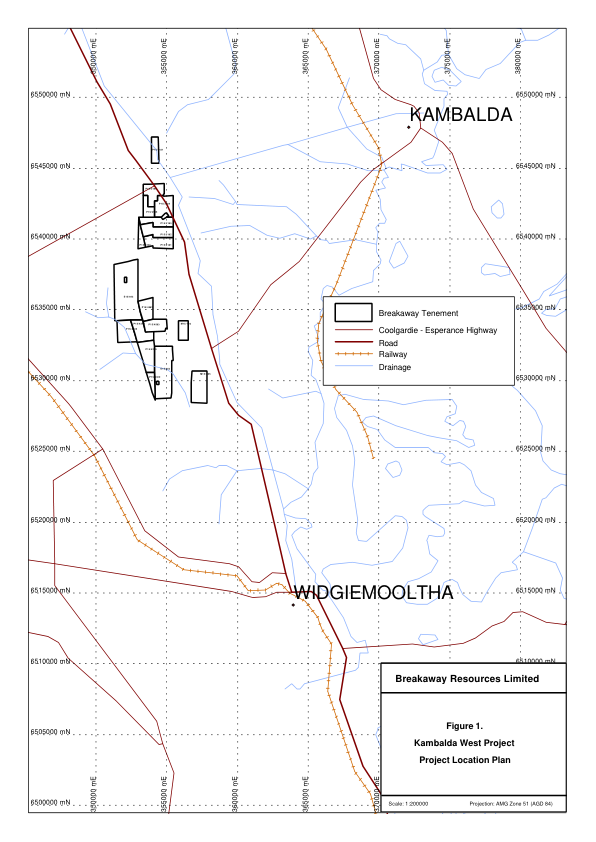 350000 mE
355000 mE
360000 mE
365000 mE
370000 mE
375000 mE
380000 mE
6550000 mN
6550000 mN
KAMBALDA
6545000 mN
6545000 mN
6540000 mN
6540000 mN
6535000 mN
6535000 mN
Breakaway Tenement
Coolgardie - Esperance Highway
Road
Railway
Drainage
6530000 mN
6530000 mN
6525000 mN
6525000 mN
6520000 mN
6520000 mN
6515000 mN
WIDGIEMOOLTHA
6515000 mN
6510000 mN
6510000 mN
Breakaway Resources Limited
Figure 1.
Kambalda West Project
Project Location Plan
6505000 mN
350000 mE
355000 mE
360000 mE
365000 mE
370000 mE
6500000 mN
Scale: 1:200000
Projection: AMG Zone 51 (AGD 84)